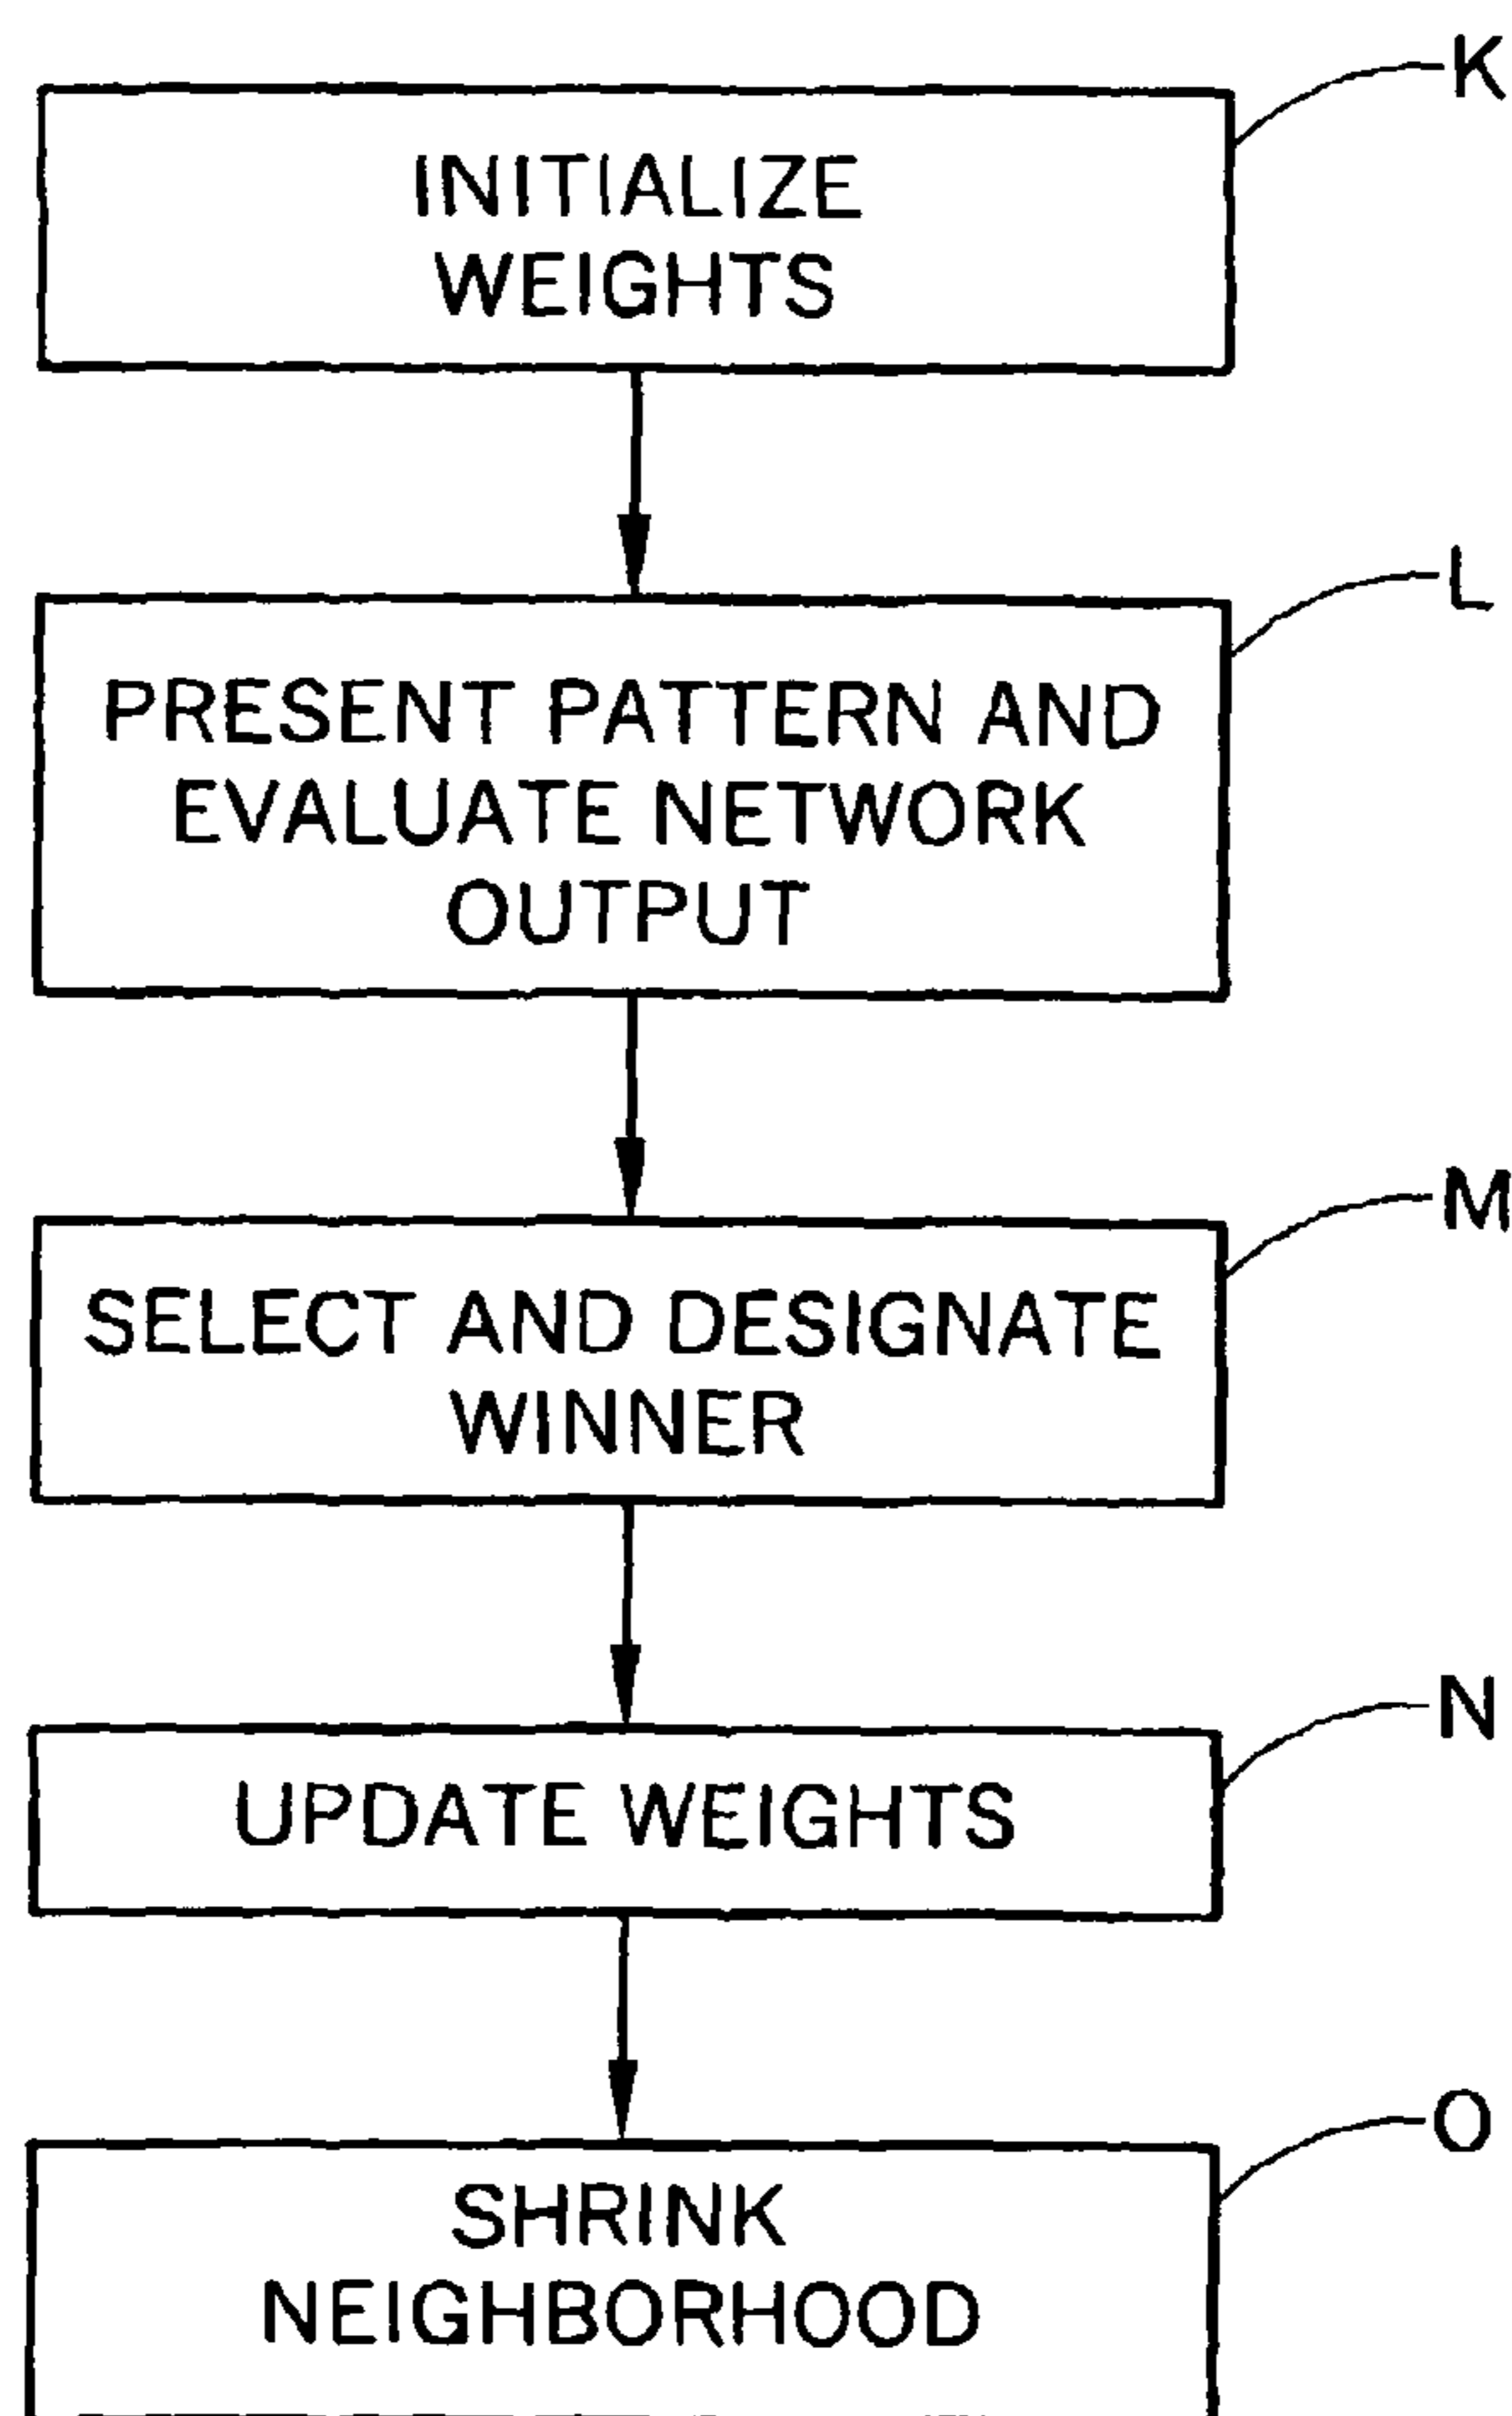 K
INITIALIZE
WEIGHTS
L
PRESENT PATTERN AND
EVALUATE NETWORK
OUTPUT
M
SELECT AND DESIGNATE
WINNER
N
UPDATE WEIGHTS
O
SHRINK
NEIGHBORHOOD